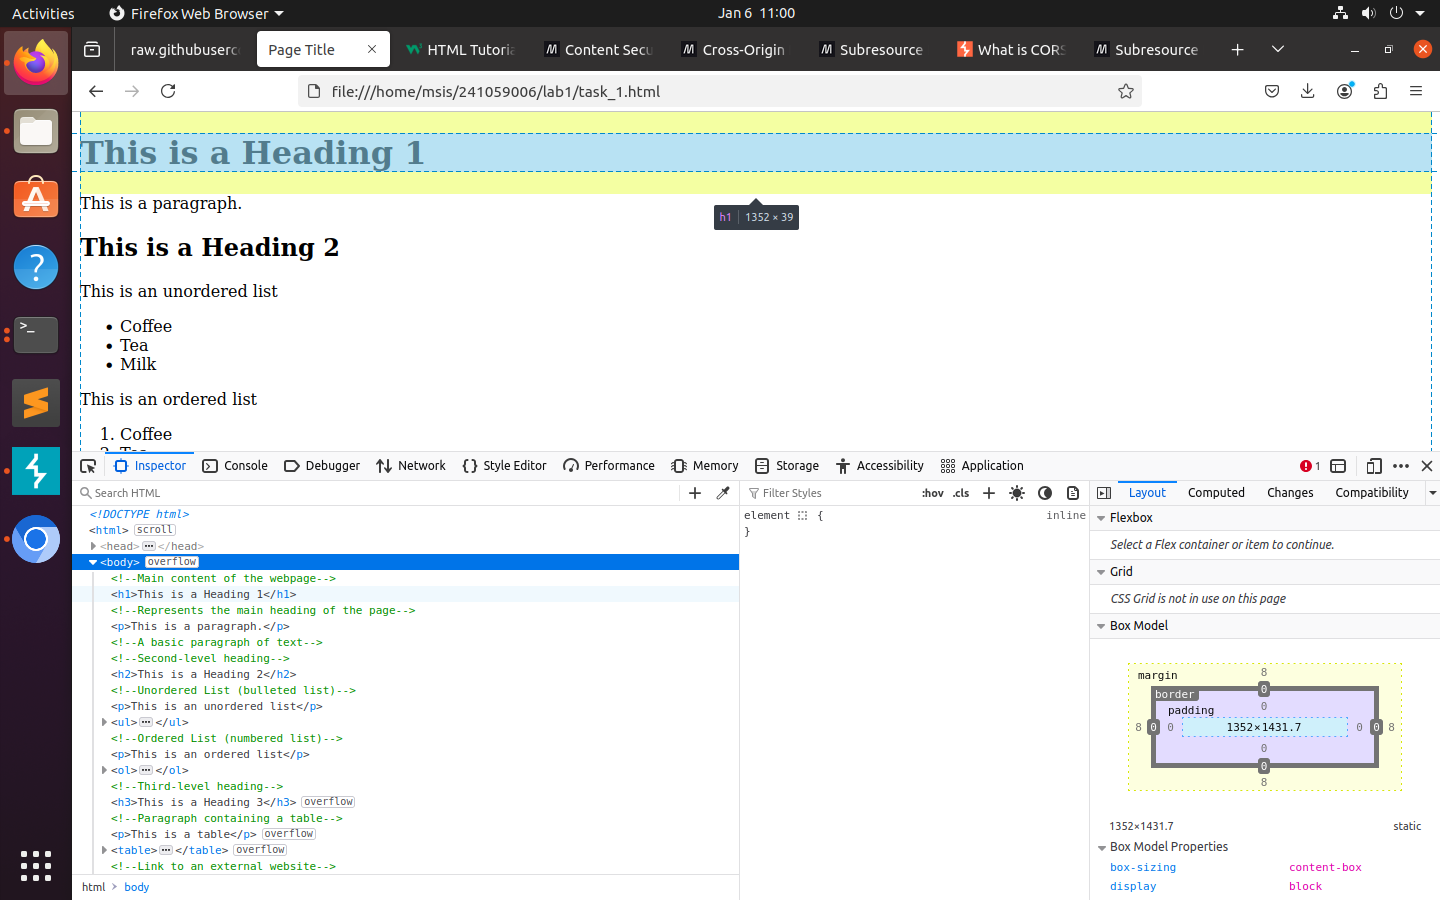 Activities Firefox Web Browser Jan 6 11:00
raw.githubuserc Page Title HTML Tutoria Content Secu Cross-Origin Subresource What is CORS Subresource
file:///home/msis/241059006/lab1/task_1.html
This is a Heading 1
This is a paragraph.
h1 1352 × 39
This is a Heading 2
This is an unordered list
• Coffee
• Tea
• Milk
This is an ordered list
1. Coffee
Inspector Console Debugger Network Style Editor Performance Memory Storage Accessibility Application 1
Search HTML
<!DOCTYPE html>
<html> scroll
<head> </head>
<body> overflow
<!--Main content of the webpage-->
<h1>This is a Heading 1</h1>
<!--Represents the main heading of the page-->
<p>This is a paragraph.</p>
<!--A basic paragraph of text-->
<!--Second-level heading-->
<h2>This is a Heading 2</h2>
<!--Unordered List (bulleted list)-->
<p>This is an unordered list</p>
<ul> </ul>
<!--Ordered List (numbered list)-->
<p>This is an ordered list</p>
<ol> </ol>
<!--Third-level heading-->
<h3>This is a Heading 3</h3> overflow
<!--Paragraph containing a table-->
<p>This is a table</p> overflow
<table> </table> overflow
<!--Link to an external website-->
html > body
Filter Styles :hov .cls
element { inline
}
Layout Computed Changes Compatibility
Flexbox
Select a Flex container or item to continue.
Grid
CSS Grid is not in use on this page
Box Model
margin 8
border 0
padding 0
8 0 0 1352×1431.7 0 0 8
0
0
8
1352×1431.7 static
Box Model Properties
box-sizing content-box
display block